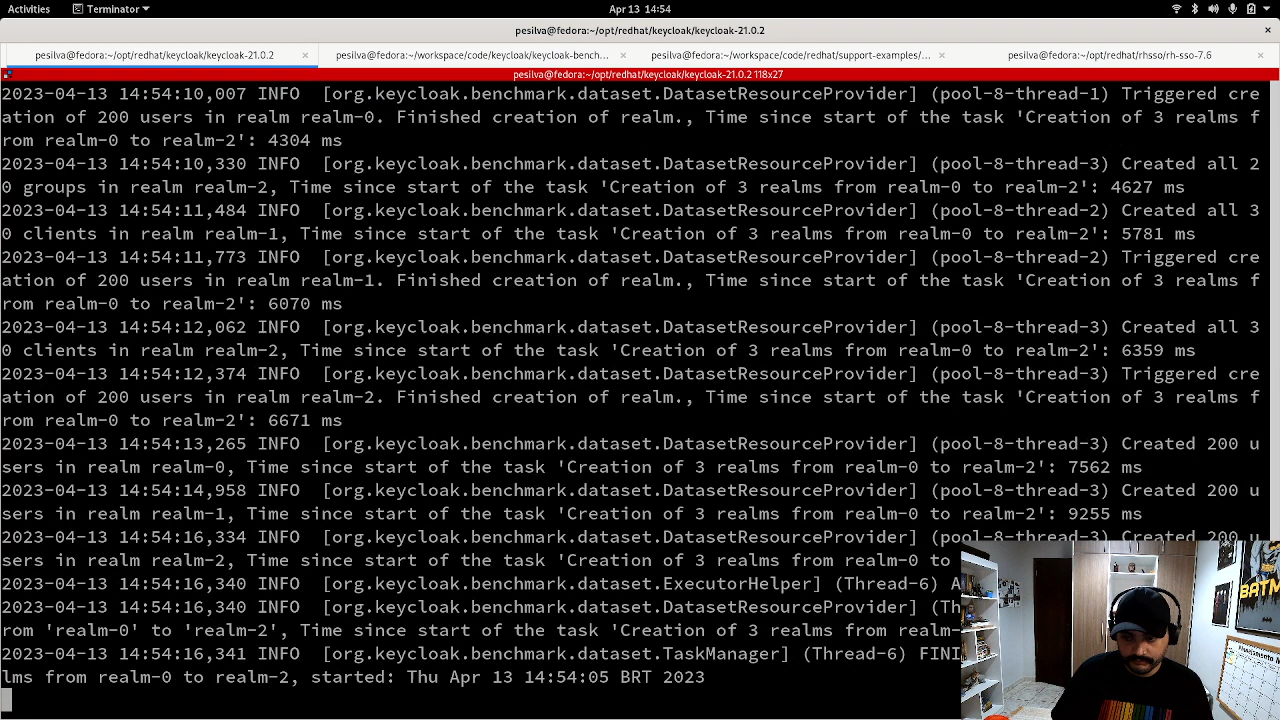 Activities
Terminator
Apr 13 14:54
pesilva@fedora:~/opt/redhat/keycloak/keycloak-21.0.2
pesilva@fedora:~/opt/redhat/keycloak/keycloak-21.0.2
pesilva@fedora:~/workspace/code/keycloak/keycloak-bench...
pesilva@fedora:~/workspace/code/redhat/support-examples/...
pesilva@fedora:~/opt/redhat/rhsso/rh-sso-7.6
pesilva@fedora:~/opt/redhat/keycloak/keycloak-21.0.2 118x27
2023-04-13 14:54:10,007 INFO  [org.keycloak.benchmark.dataset.DatasetResourceProvider] (pool-8-thread-1) Triggered cre
ation of 200 users in realm realm-0. Finished creation of realm., Time since start of the task 'Creation of 3 realms f
rom realm-0 to realm-2': 4304 ms
2023-04-13 14:54:10,330 INFO  [org.keycloak.benchmark.dataset.DatasetResourceProvider] (pool-8-thread-3) Created all 2
0 groups in realm realm-2, Time since start of the task 'Creation of 3 realms from realm-0 to realm-2': 4627 ms
2023-04-13 14:54:11,484 INFO  [org.keycloak.benchmark.dataset.DatasetResourceProvider] (pool-8-thread-2) Created all 3
0 clients in realm realm-1, Time since start of the task 'Creation of 3 realms from realm-0 to realm-2': 5781 ms
2023-04-13 14:54:11,773 INFO  [org.keycloak.benchmark.dataset.DatasetResourceProvider] (pool-8-thread-2) Triggered cre
ation of 200 users in realm realm-1. Finished creation of realm., Time since start of the task 'Creation of 3 realms f
rom realm-0 to realm-2': 6070 ms
2023-04-13 14:54:12,062 INFO  [org.keycloak.benchmark.dataset.DatasetResourceProvider] (pool-8-thread-3) Created all 3
0 clients in realm realm-2, Time since start of the task 'Creation of 3 realms from realm-0 to realm-2': 6359 ms
2023-04-13 14:54:12,374 INFO  [org.keycloak.benchmark.dataset.DatasetResourceProvider] (pool-8-thread-3) Triggered cre
ation of 200 users in realm realm-2. Finished creation of realm., Time since start of the task 'Creation of 3 realms f
rom realm-0 to realm-2': 6671 ms
2023-04-13 14:54:13,265 INFO  [org.keycloak.benchmark.dataset.DatasetResourceProvider] (pool-8-thread-3) Created 200 u
sers in realm realm-0, Time since start of the task 'Creation of 3 realms from realm-0 to realm-2': 7562 ms
2023-04-13 14:54:14,958 INFO  [org.keycloak.benchmark.dataset.DatasetResourceProvider] (pool-8-thread-3) Created 200 u
sers in realm realm-1, Time since start of the task 'Creation of 3 realms from realm-0 to realm-2': 9255 ms
2023-04-13 14:54:16,334 INFO  [org.keycloak.benchmark.dataset.DatasetResourceProvider] (pool-8-thread-3) Created 200 u
sers in realm realm-2, Time since start of the task 'Creation of 3 realms from realm-0 to
2023-04-13 14:54:16,340 INFO  [org.keycloak.benchmark.dataset.ExecutorHelper] (Thread-6) A
2023-04-13 14:54:16,340 INFO  [org.keycloak.benchmark.dataset.DatasetResourceProvider] (Th
rom 'realm-0' to 'realm-2', Time since start of the task 'Creation of 3 realms from realm-
2023-04-13 14:54:16,341 INFO  [org.keycloak.benchmark.dataset.TaskManager] (Thread-6) FINI
lms from realm-0 to realm-2, started: Thu Apr 13 14:54:05 BRT 2023
BATM